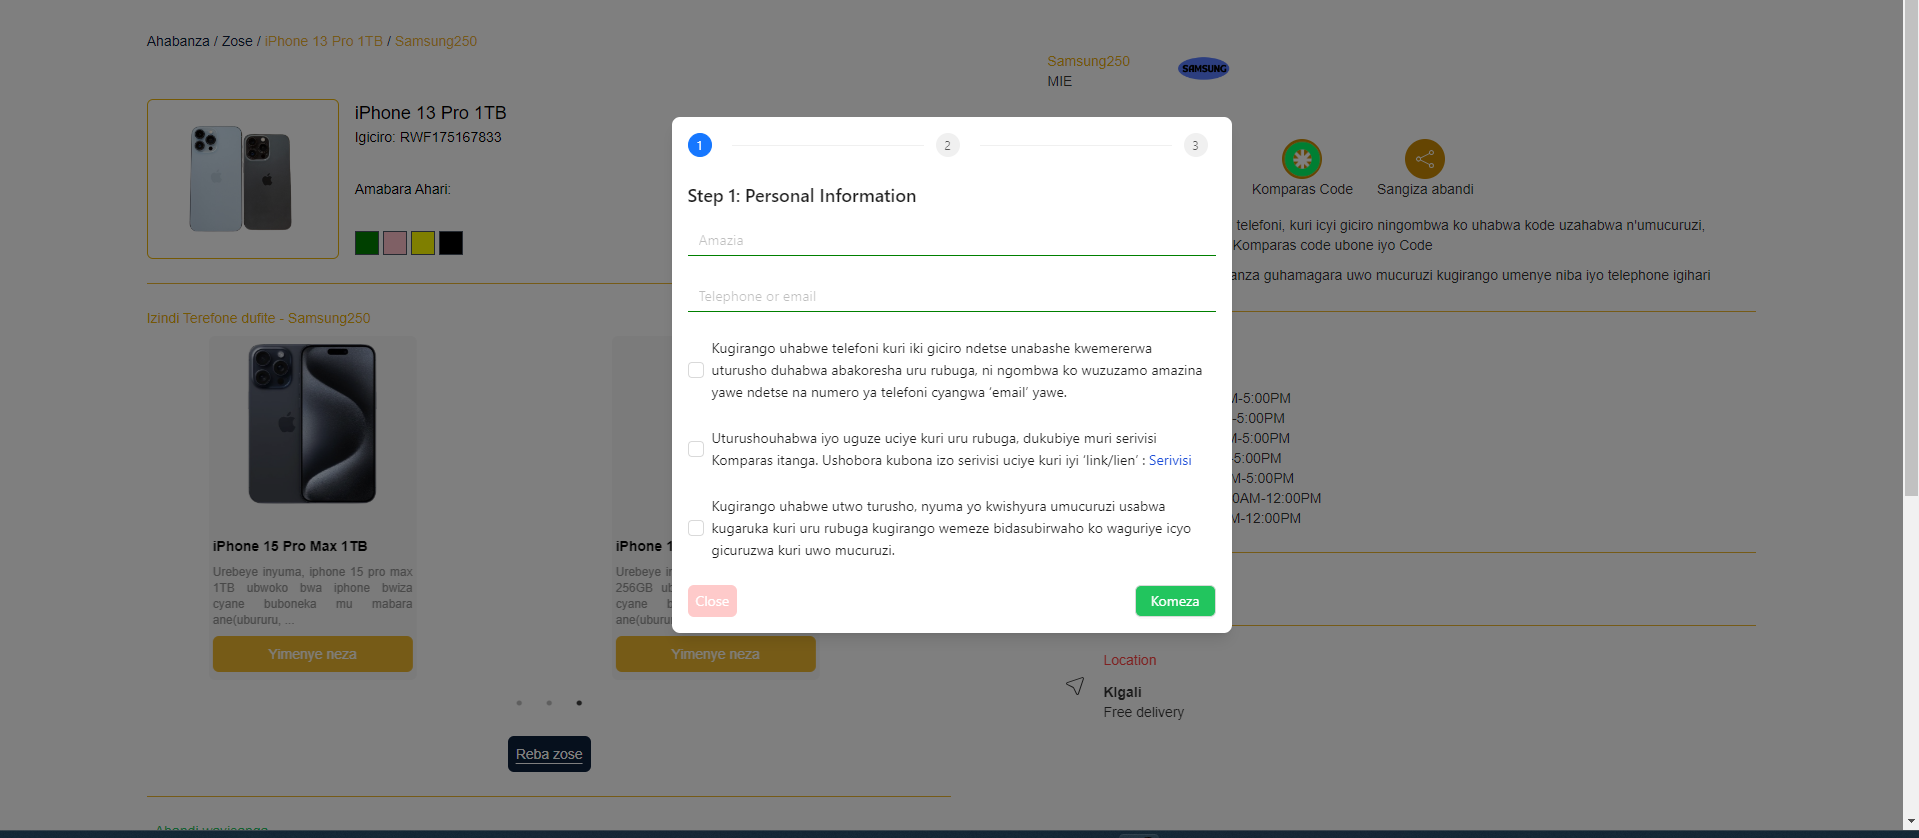 Ahabanza / Zose / iPhone 13 Pro 1TB / Samsung250
Samsung250
MIE
SAMSUNG
iPhone 13 Pro 1TB
Igiciro: RWF175167833
Amabara Ahari:
Komparas Code
Sangiza abandi
telefoni, kuri icyi giciro ningombwa ko uhabwa kode uzahabwa n'umucuruzi,
Komparas code ubone iyo Code
anza guhamagara uwo mucuruzi kugirango umenye niba iyo telephone igihari
1
2
3
Step 1: Personal Information
Amazia
Telephone or email
Kugirango uhabwe telefoni kuri iki giciro ndetse unabashe kwemererwa
uturusho duhabwa abakoresha uru rubuga, ni ngombwa ko wuzuzamo amazina
yawe ndetse na numero ya telefoni cyangwa 'email' yawe.
Uturushouhabwa iyo uguze uciye kuri uru rubuga, dukubiye muri serivisi
Komparas itanga. Ushobora kubona izo serivisi uciye kuri iyi 'link/lien' : Serivisi
Kugirango uhabwe utwo turusho, nyuma yo kwishyura umucuruzi usabwa
kugaruka kuri uru rubuga kugirango wemeze bidasubirwaho ko waguriye icyo
gicuruzwa kuri uwo mucuruzi.
Close
Komeza
Izindi Terefone dufite - Samsung250
iPhone 15 Pro Max 1TB
Urebeye inyuma, iphone 15 pro max
1TB ubwoko bwa iphone bwiza
cyane buboneka mu mabara
ane(ubururu, ...
Yimenye neza
iPhone 1
Urebeye
256GB
cyane
ane(ubur
Yimenye neza
M-5:00PM
-5:00PM
M-5:00PM
-5:00PM
M-5:00PM
0AM-12:00PM
M-12:00PM
Reba zose
Location
KIgali
Free delivery